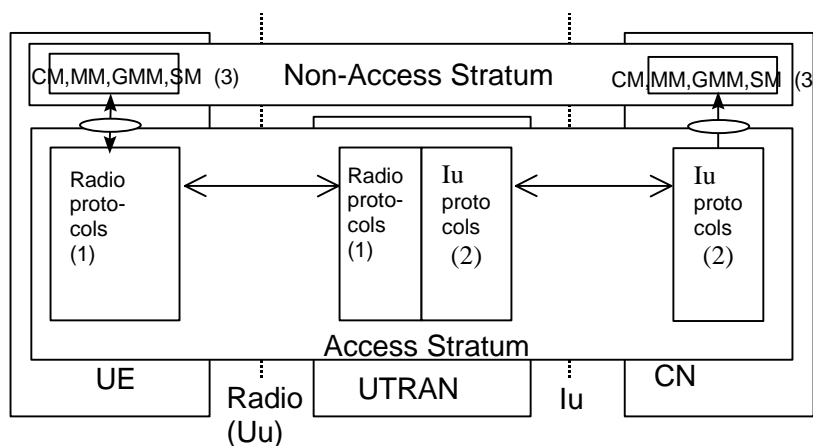 CM,MM,GMM,SM (3)
Non-Access Stratum
CM,MM,GMM,SM (3
Radio
proto-
cols
(1)
Radio
proto-
cols
(1)
Iu
proto
cols
(2)
Iu
proto
cols
(2)
Access Stratum
UE
Radio
(Uu)
UTRAN
Iu
CN